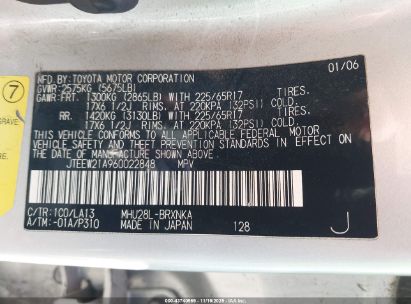 MFD. BY:TOYOTA MOTOR CORPORATION 01/06
GVWR: 2575KG (5675LB)
GAWR: FRT. 1300KG (2865LB) WITH 225/65R17 TIRES.
17X6 1/2J RIMS. AT 220KPA (32PSI) COLD.
RR: 1420KG (3130LB) WITH 225/65R17 TIRES.
17X6 1/2J RIMS. AT 220KPA (32PSI) COLD.
THIS VEHICLE CONFORMS TO ALL APPLICABLE FEDERAL MOTOR
VEHICLE SAFETY AND BUMPER STANDARDS IN EFFECT ON THE
DATE OF MANUFACTURE SHOWN ABOVE.
JTEEW21A960022848 MPV
C/TR:1C0/LA13 MHU28L-BRXNKA
A/TM:-01A/P310 MADE IN JAPAN 128 J
7
GRAVE.